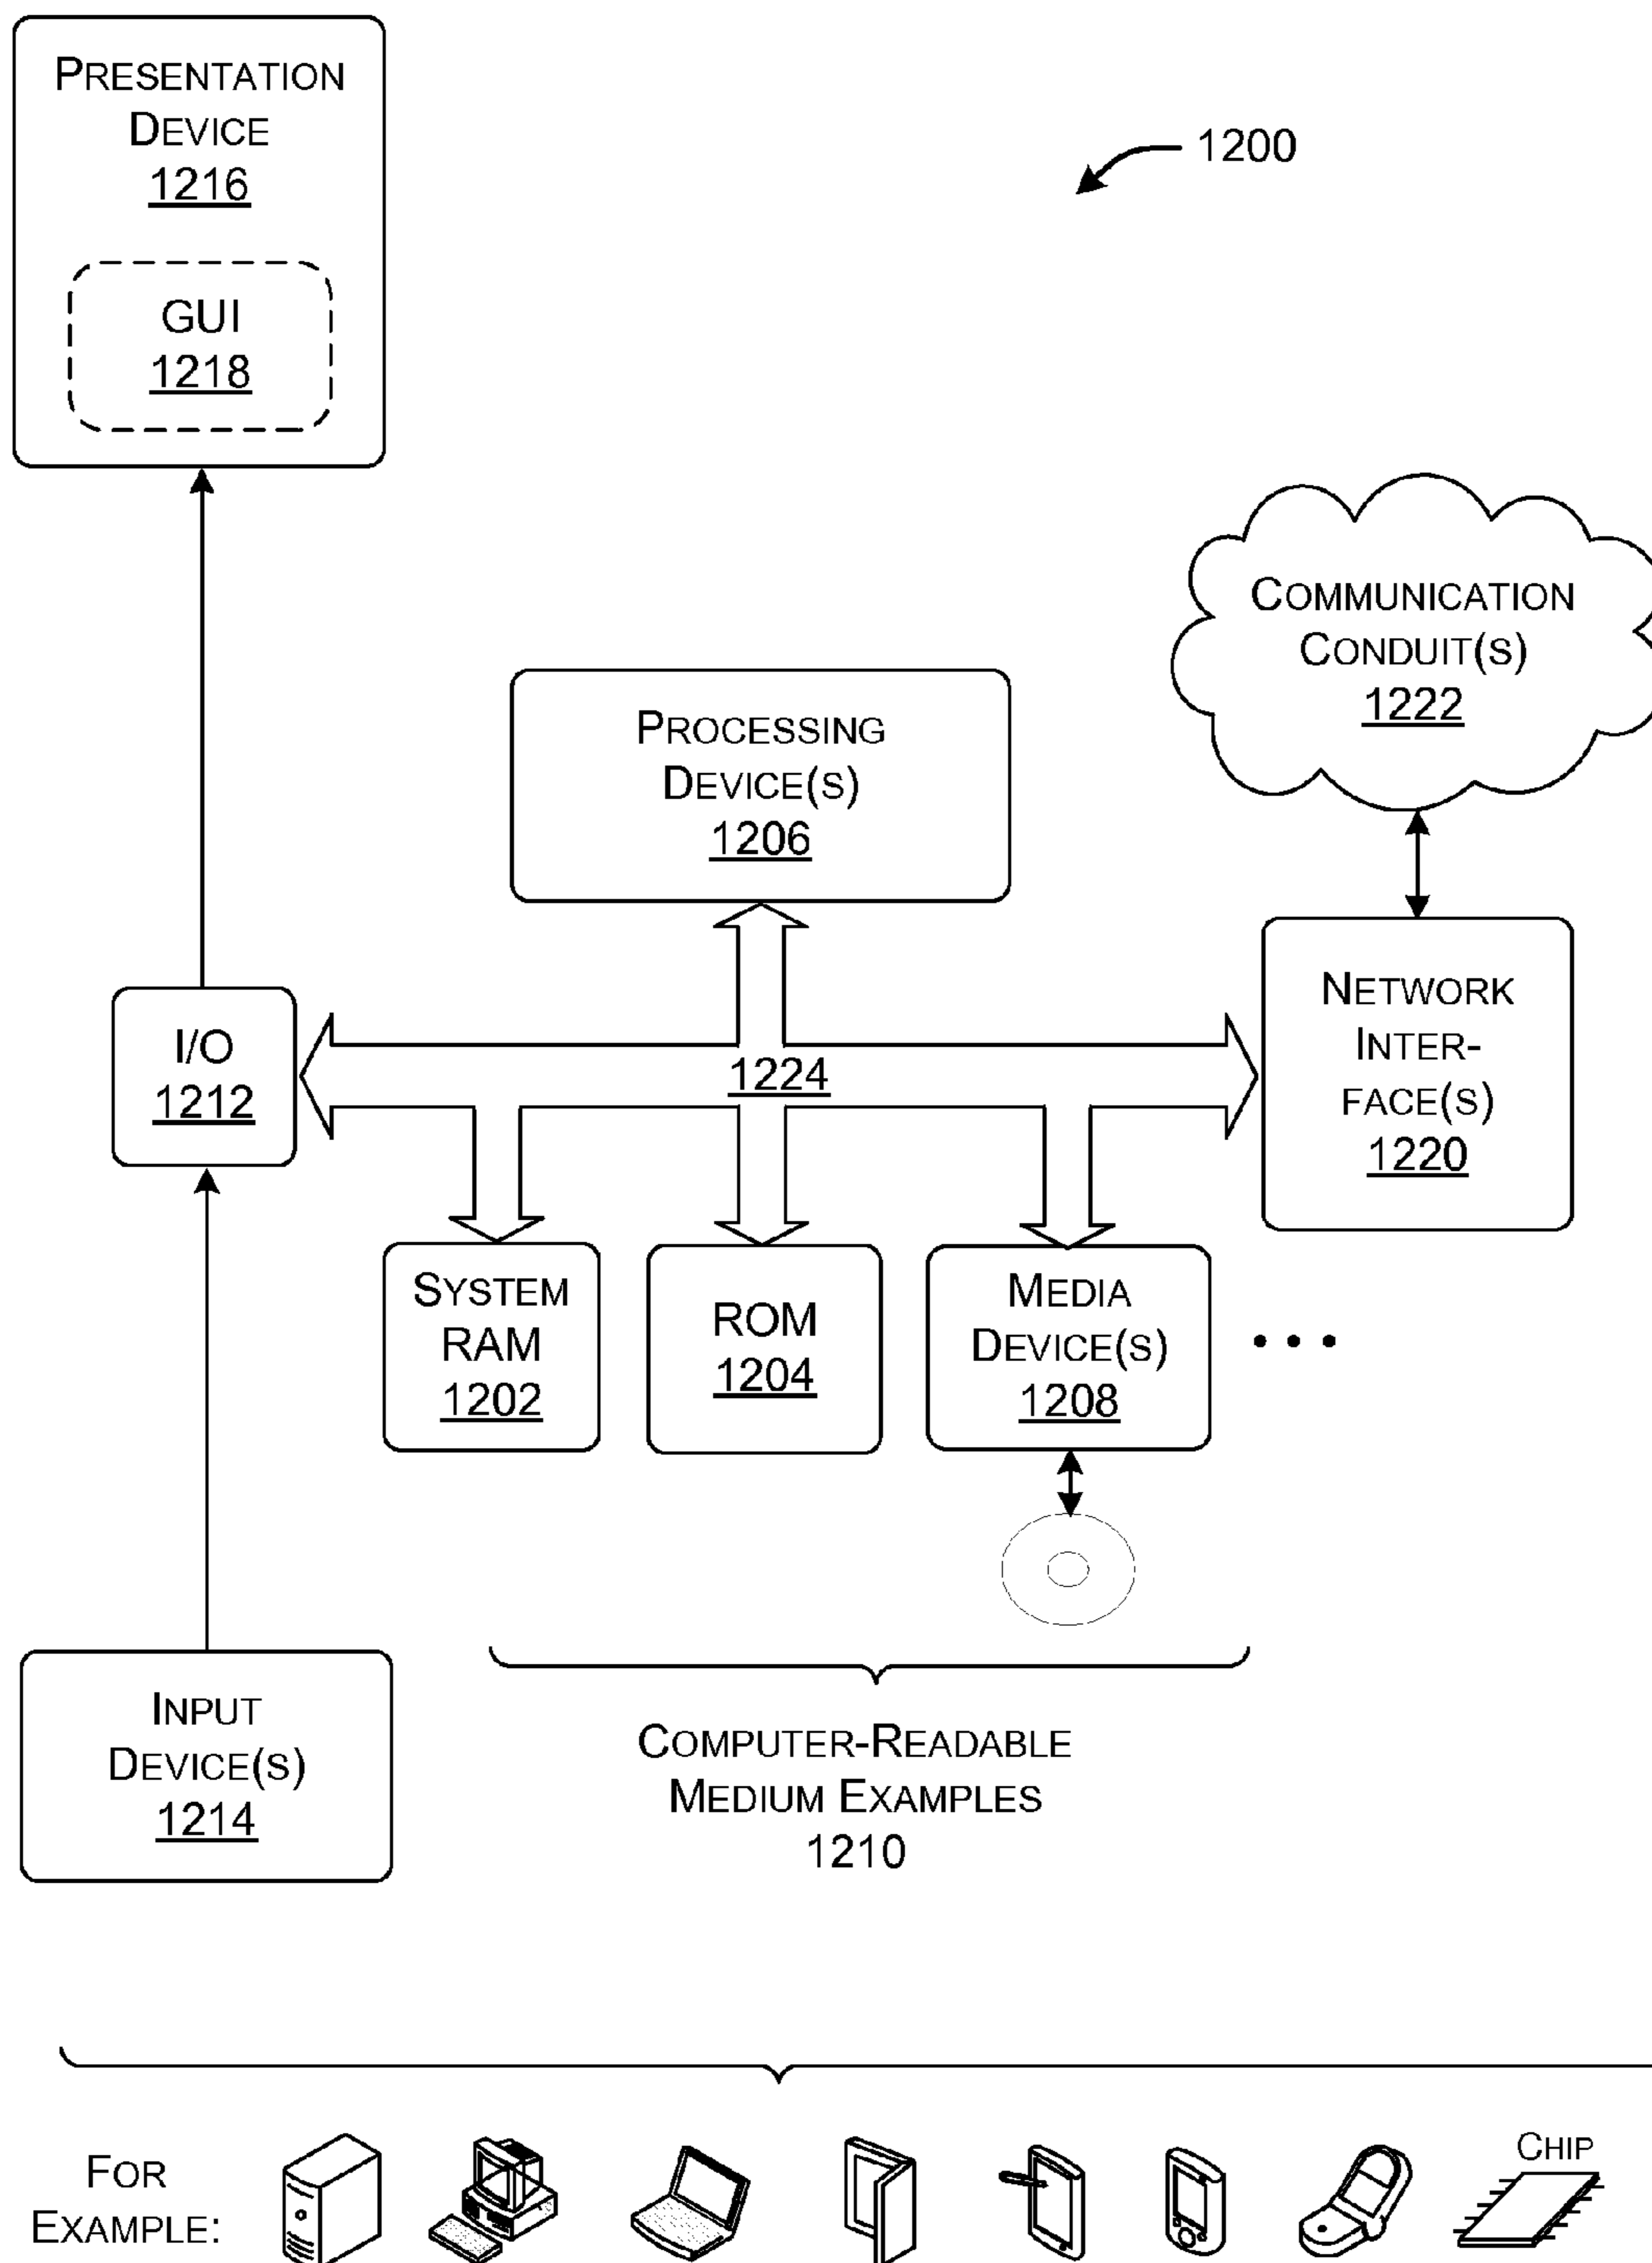 PRESENTATION
DEVICE
1216
GUI
1218
1200
COMMUNICATION
CONDUIT(S)
1222
PROCESSING
DEVICE(S)
1206
I/O
1212
1224
NETWORK
INTER-
FACE(S)
1220
SYSTEM
RAM
1202
ROM
1204
MEDIA
DEVICE(S)
1208
• • •
INPUT
DEVICE(S)
1214
COMPUTER-READABLE
MEDIUM EXAMPLES
1210
FOR
EXAMPLE:
CHIP